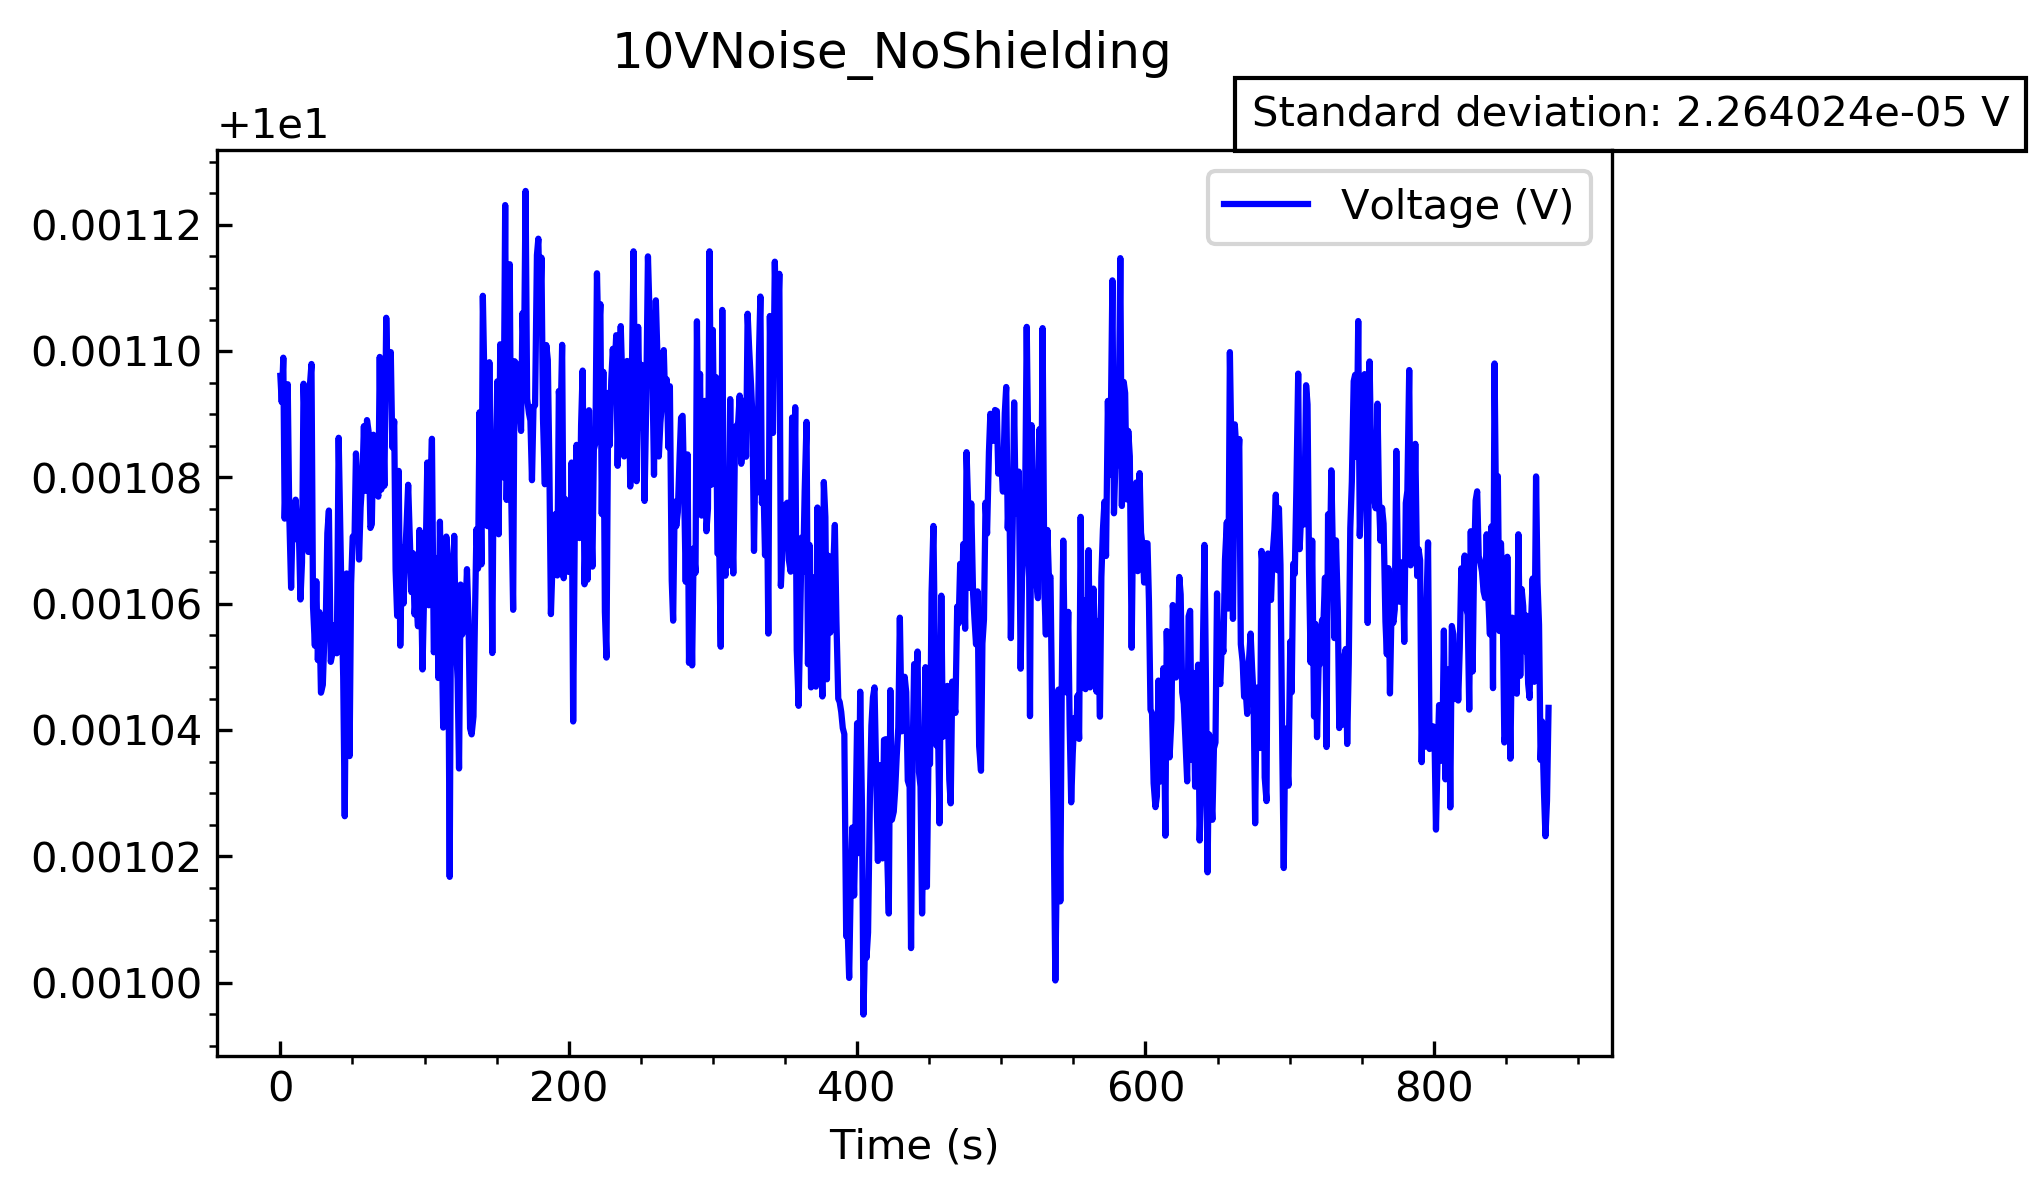 10VNoise_NoShielding
Standard deviation: 2.264024e-05 V
+1e1
Voltage (V)
0.00112
0.00110
0.00108
0.00106
0.00104
0.00102
0.00100
0 200 400 600 800
Time (s)